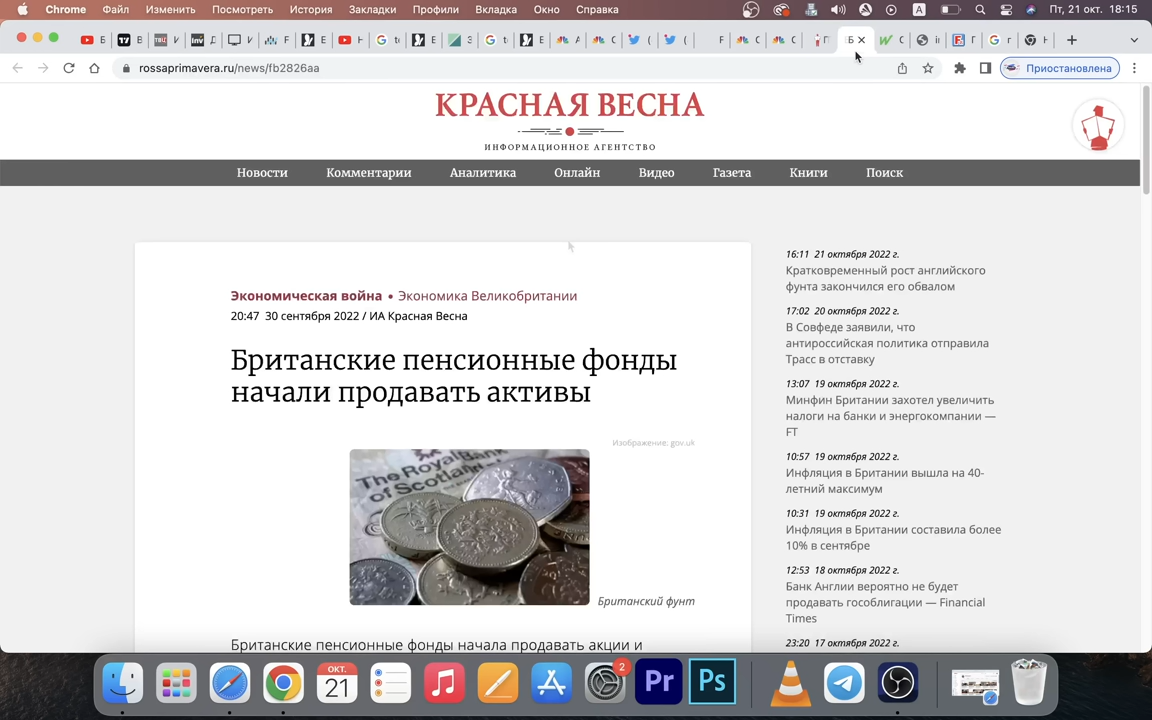 Chrome Файл Изменить Посмотреть История Закладки Профили Вкладка Окно Справка
A
Пт, 21 окт. 18:15
rossaprimavera.ru/news/fb2826aa
Приостановлена
КРАСНАЯ ВЕСНА
ИНФОРМАЦИОННОЕ АГЕНТСТВО
Новости Комментарии Аналитика Онлайн Видео Газета Книги Поиск
Экономическая война • Экономика Великобритании
20:47 30 сентября 2022 / ИА Красная Весна
Британские пенсионные фонды
начали продавать активы
Изображение: gov.uk
The Royal Bank
of Scotland
Британский фунт
Британские пенсионные фонды начала продавать акции и
16:11 21 октября 2022 г.
Кратковременный рост английского
фунта закончился его обвалом
17:02 20 октября 2022 г.
В Совфеде заявили, что
антироссийская политика отправила
Трасс в отставку
13:07 19 октября 2022 г.
Минфин Британии захотел увеличить
налоги на банки и энергокомпании —
FT
10:57 19 октября 2022 г.
Инфляция в Британии вышла на 40-
летний максимум
10:31 19 октября 2022 г.
Инфляция в Британии составила более
10% в сентябре
12:53 18 октября 2022 г.
Банк Англии вероятно не будет
продавать гособлигации — Financial
Times
23:20 17 октября 2022 г.
ОКТ.
21
2
Pr
Ps